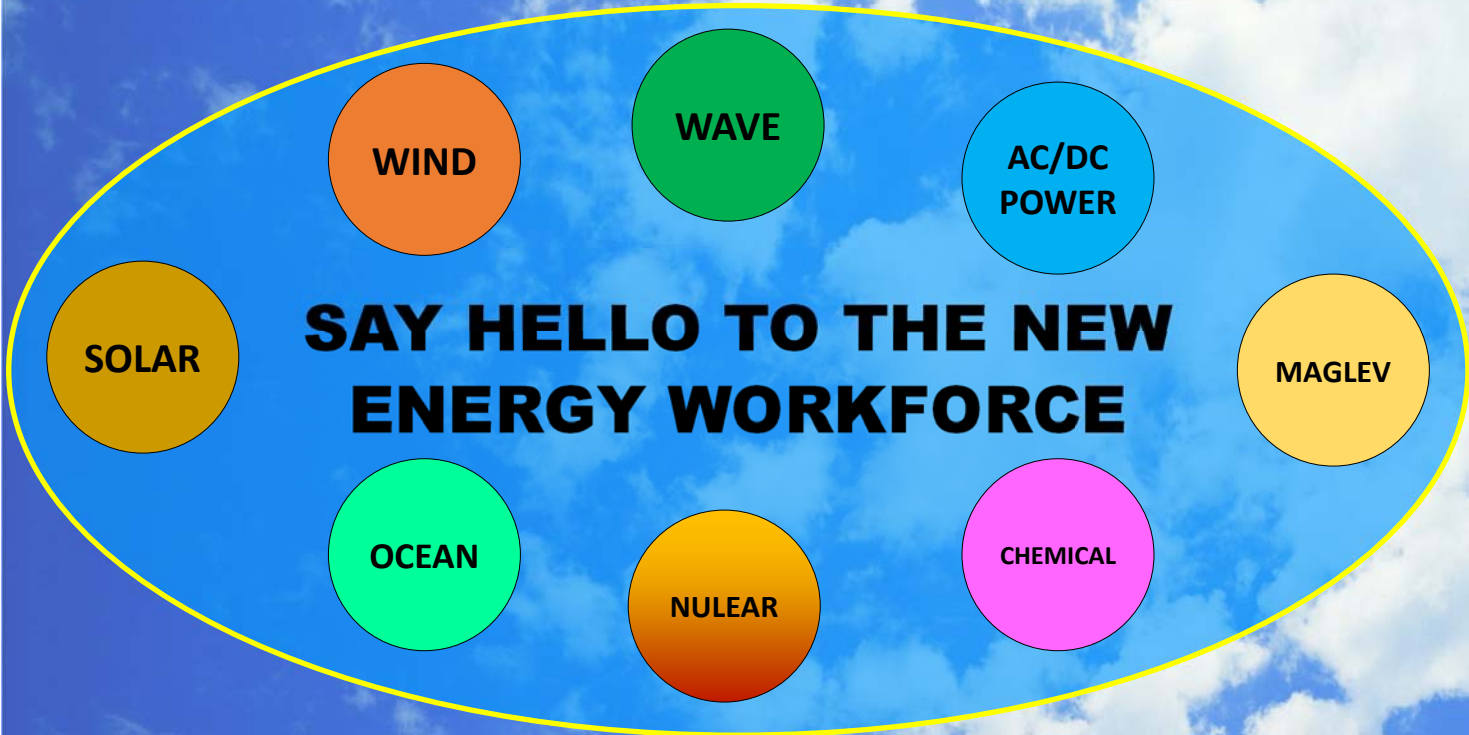 WAVE
WIND
AC/DC
POWER
SAY HELLO TO THE NEW
ENERGY WORKFORCE
SOLAR
MAGLEV
OCEAN
CHEMICAL
NULEAR